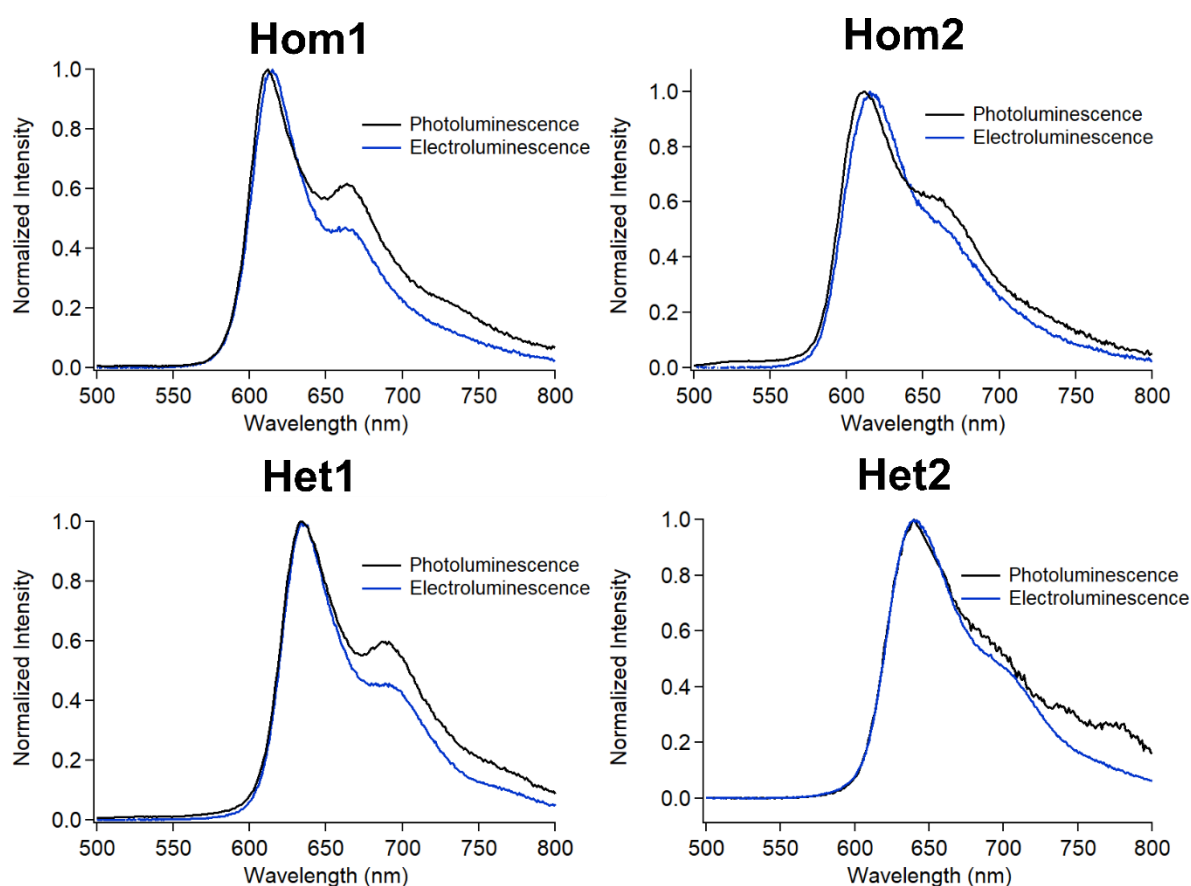 Hom1
1.0
0.8
0.6
0.4
0.2
0.0
Normalized Intensity
Photoluminescence
Electroluminescence
500 550 600 650 700 750 800
Wavelength (nm)
Hom2
1.0
0.8
0.6
0.4
0.2
0.0
Normalized Intensity
Photoluminescence
Electroluminescence
500 550 600 650 700 750 800
Wavelength (nm)
Het1
1.0
0.8
0.6
0.4
0.2
0.0
Normalized Intensity
Photoluminescence
Electroluminescence
500 550 600 650 700 750 800
Wavelength (nm)
Het2
1.0
0.8
0.6
0.4
0.2
0.0
Normalized Intensity
Photoluminescence
Electroluminescence
500 550 600 650 700 750 800
Wavelength (nm)